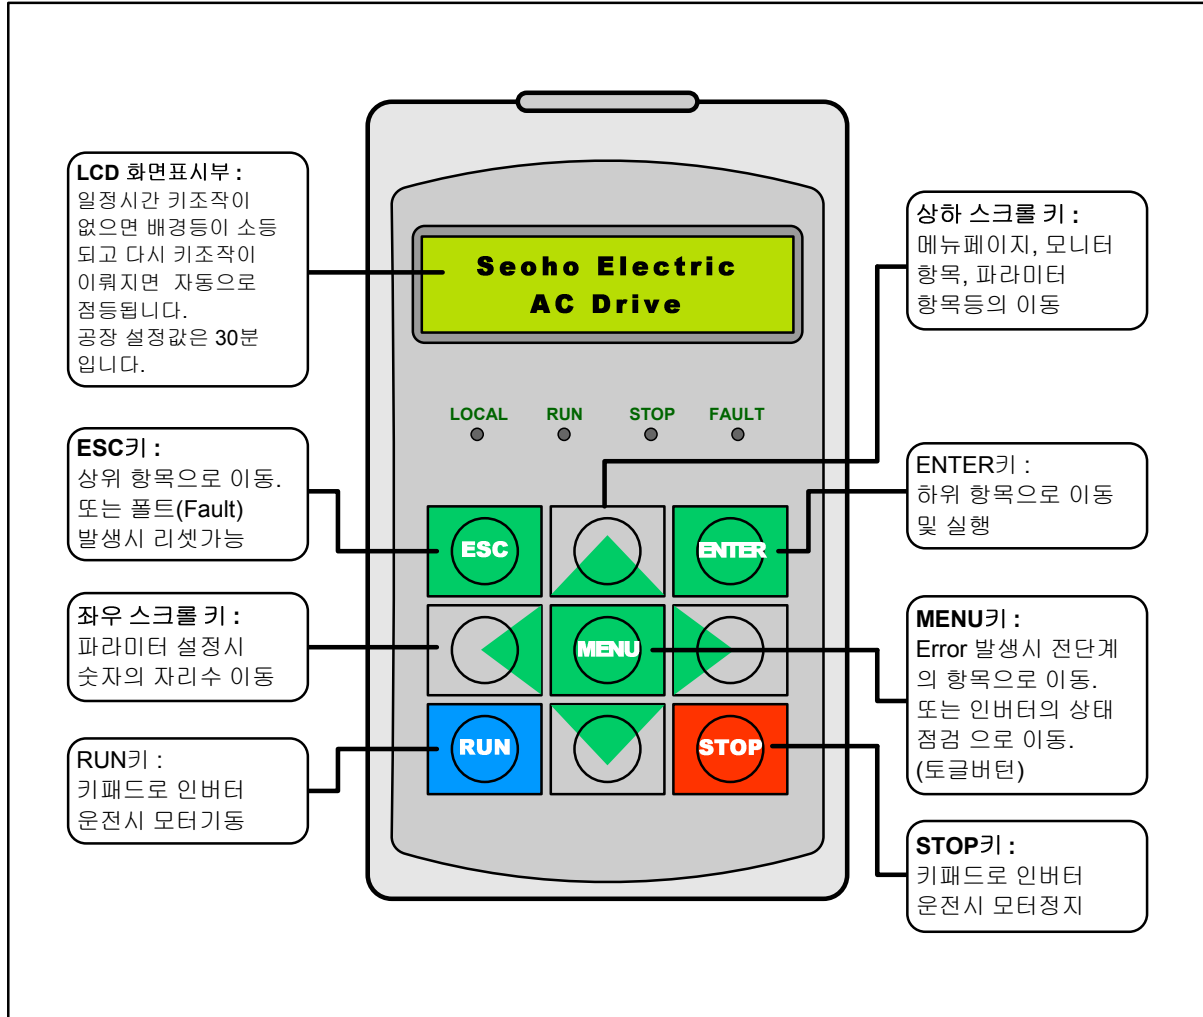 LCD 화면표시부 :
일정시간 키조작이
없으면 배경등이 소등
되고 다시 키조작이
이뤄지면 자동으로
점등됩니다.
공장 설정값은 30분
입니다.
ESC키 :
상위 항목으로 이동.
또는 폴트(Fault)
발생시 리셋가능
좌우 스크롤 키 :
파라미터 설정시
숫자의 자리수 이동
RUN키 :
키패드로 인버터
운전시 모터기동
Seoho Electric
AC Drive
LOCAL RUN STOP FAULT
ESC ENTER
MENU
RUN STOP
상하 스크롤 키 :
메뉴페이지, 모니터
항목, 파라미터
항목등의 이동
ENTER키 :
하위 항목으로 이동
및 실행
MENU키 :
Error 발생시 전단계
의 항목으로 이동.
또는 인버터의 상태
점검 으로 이동.
(토글버턴)
STOP키 :
키패드로 인버터
운전시 모터정지